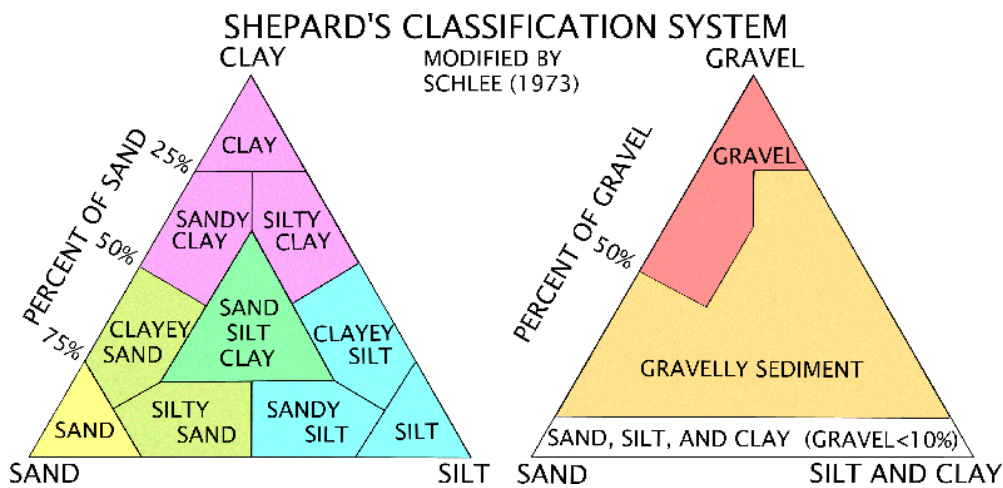 SHEPARD'S CLASSIFICATION SYSTEM
MODIFIED BY
SCHLEE (1973)
CLAY
PERCENT OF SAND
25%
50%
75%
CLAY
SANDY
CLAY
SILTY
CLAY
SAND
SILT
CLAY
CLAYEY
SAND
CLAYEY
SILT
SAND
SILTY
SAND
SANDY
SILT
SILT
SAND
SILT
GRAVEL
PERCENT OF GRAVEL
50%
GRAVEL
GRAVELLY SEDIMENT
SAND, SILT, AND CLAY (GRAVEL<10%)
SAND
SILT AND CLAY